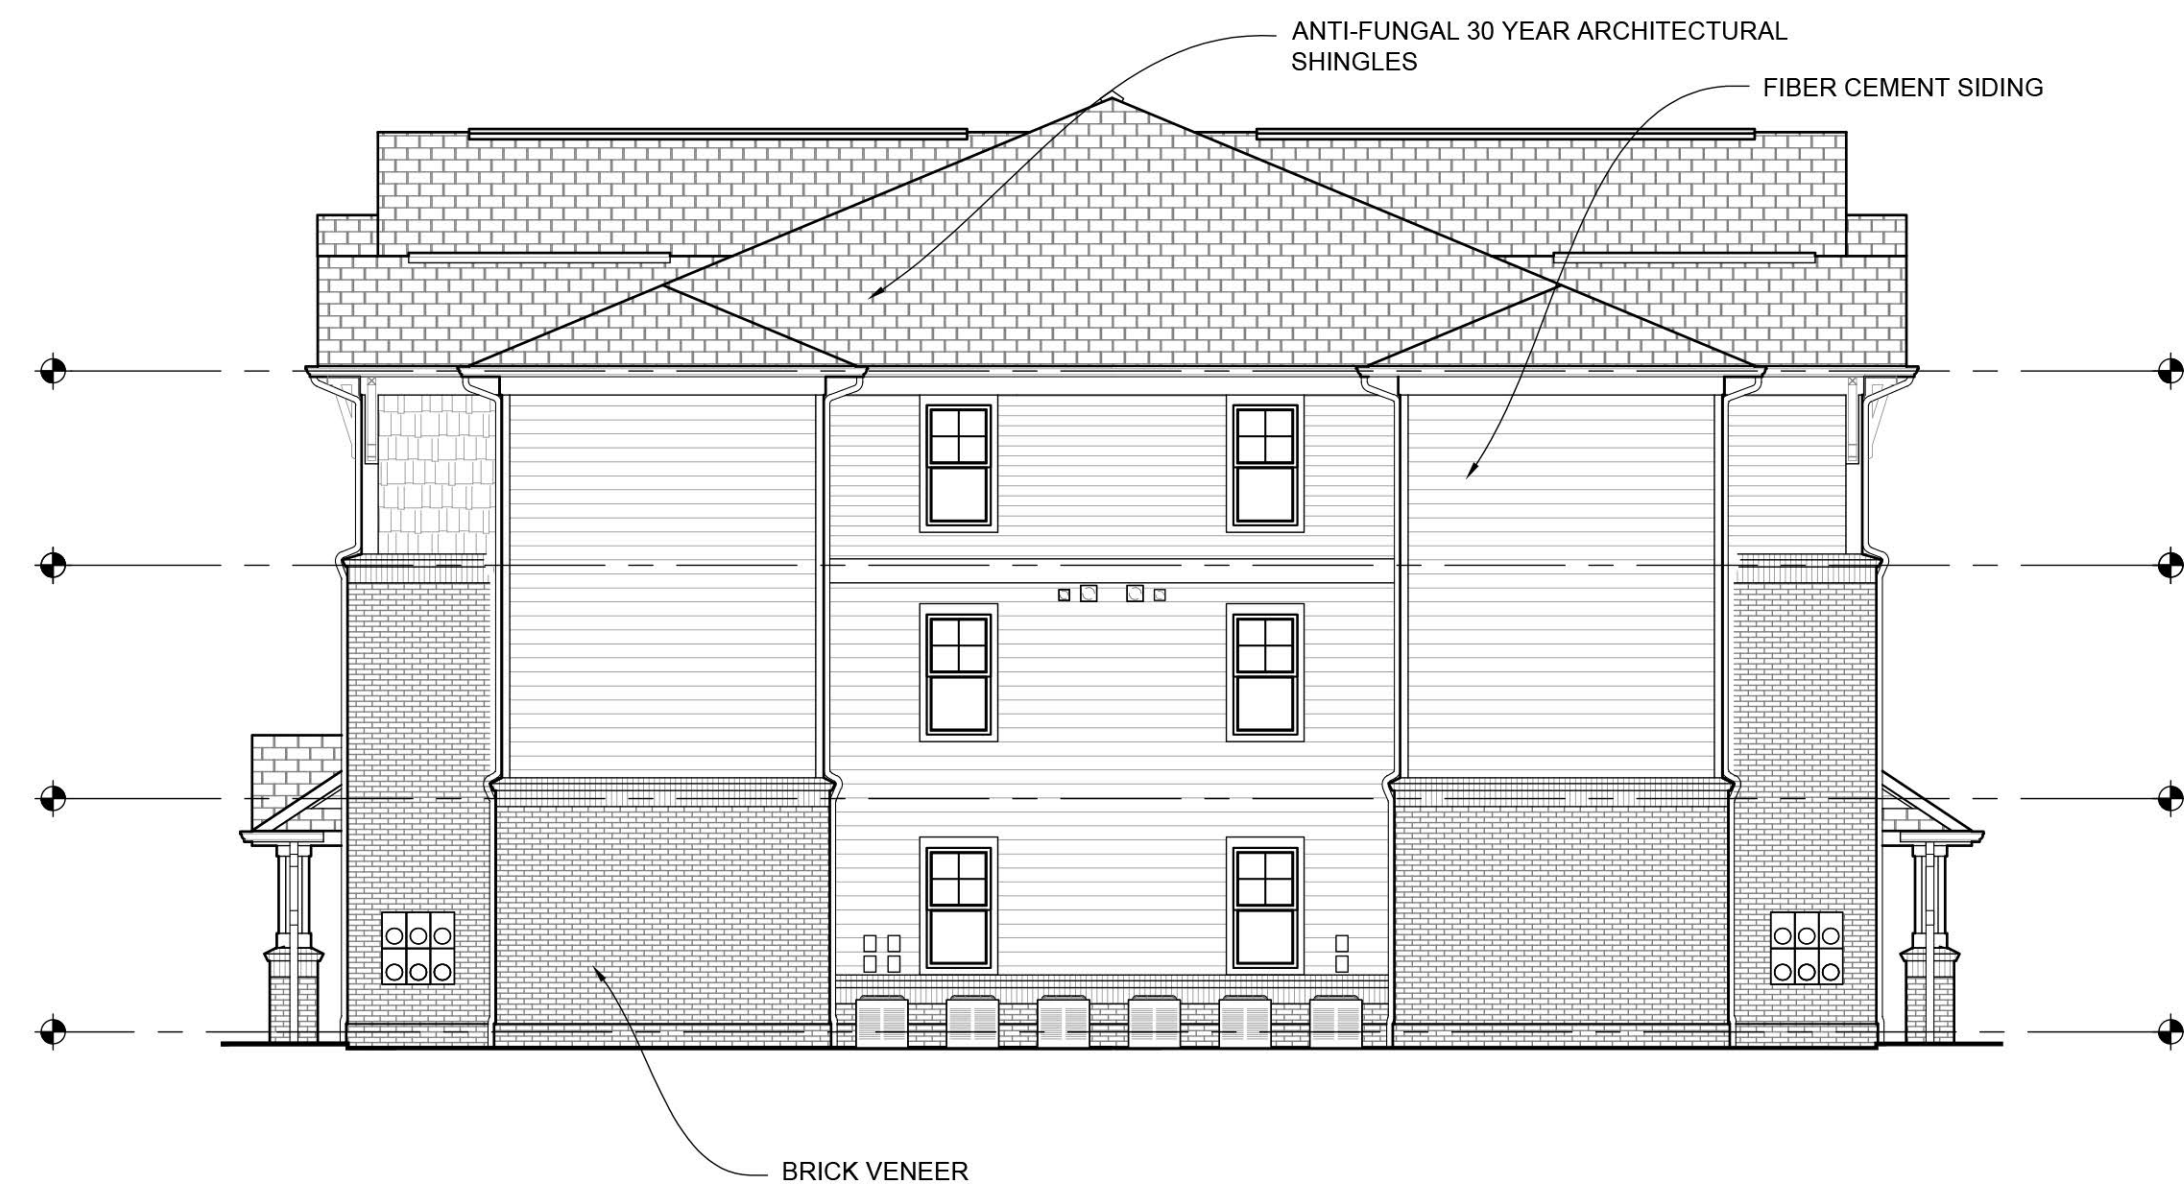 ANTI-FUNGAL 30 YEAR ARCHITECTURAL
SHINGLES
FIBER CEMENT SIDING
BRICK VENEER